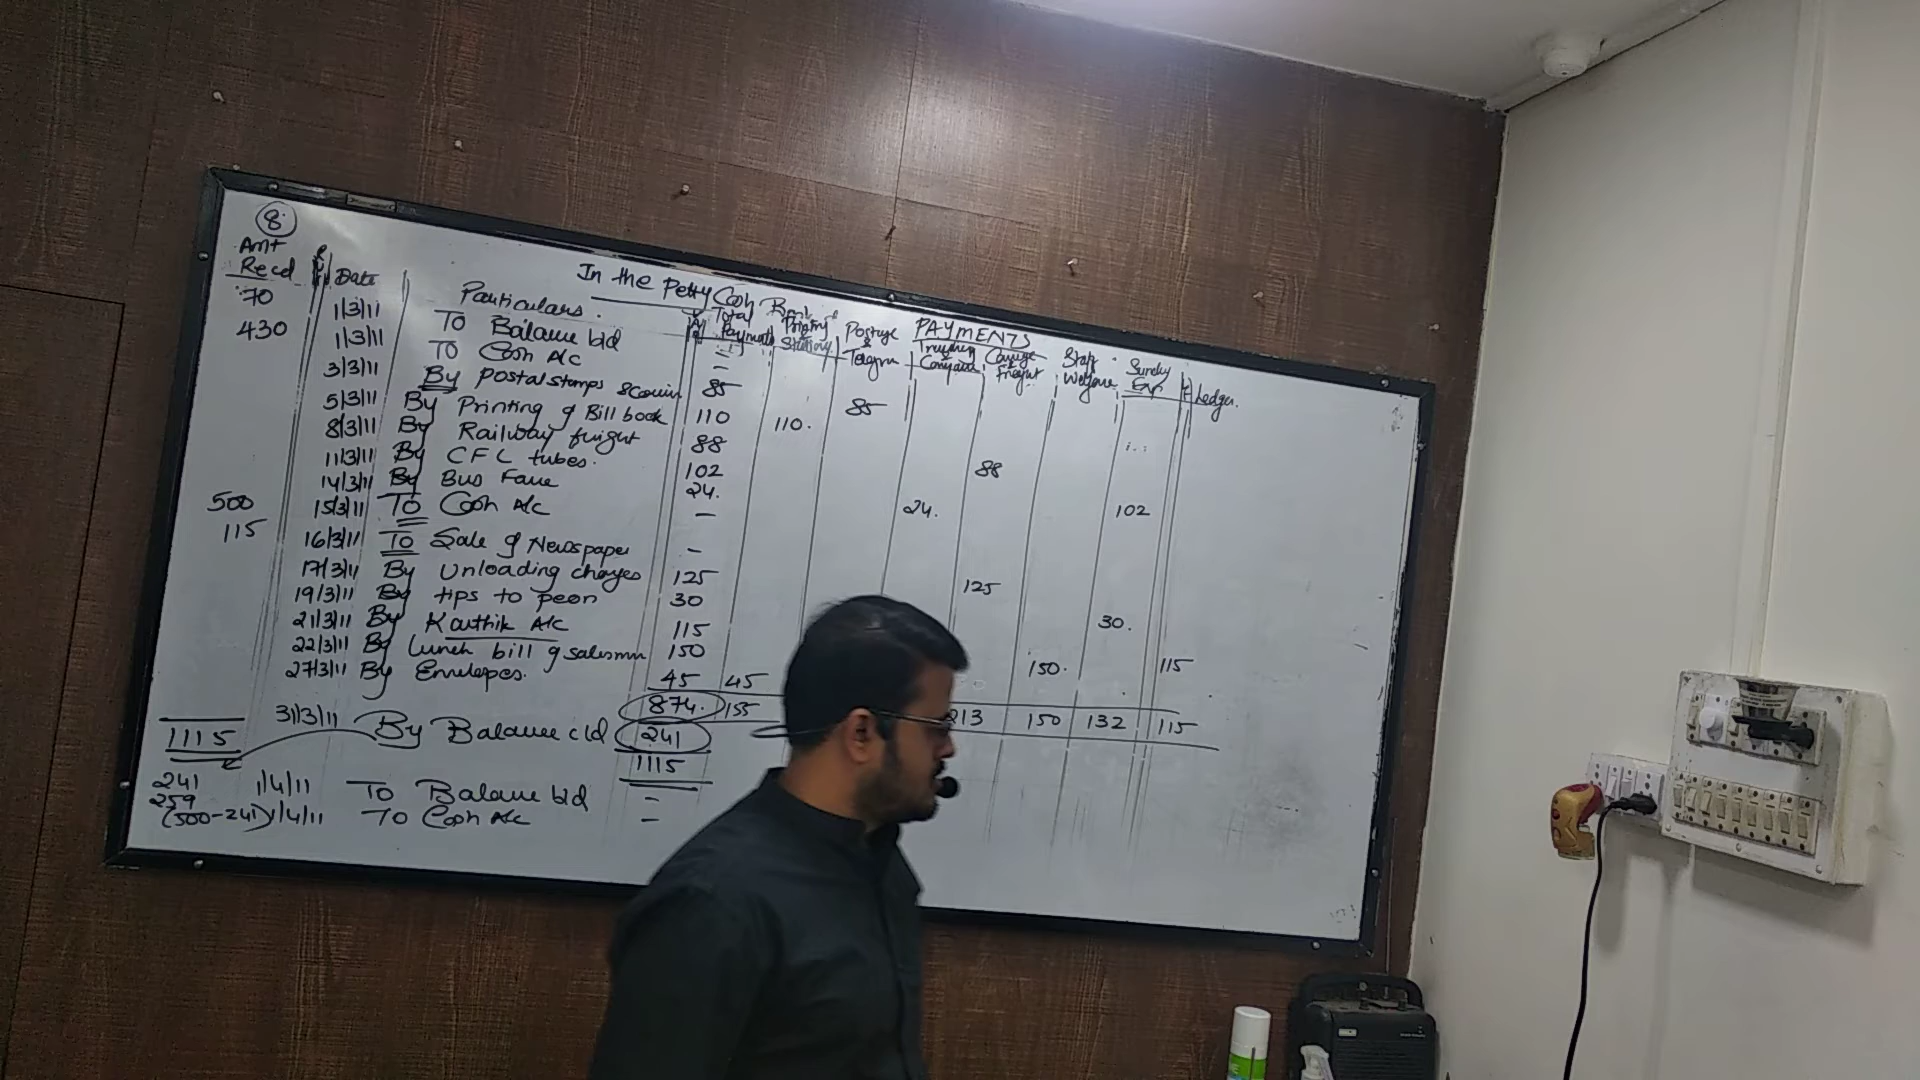 8
In the Petty Cash Book
Amt Recd Date Particulars Total Payments Printing & Stationery PAYMENTS Postage & Telegram Travelling & Conveyance Carriage & Freight Staff Welfare Sundry Exp Ledger
70 1/3/11 To Balance b/d -
430 1/3/11 To Cash A/c -
3/3/11 By Postal stamps & Courier 85 85
5/3/11 By Printing of Bill book 110 110.
8/3/11 By Railway freight 88 88
11/3/11 By CFL tubes. 102 102
14/3/11 By Bus Fare 24. 24.
500 15/3/11 To Cash A/c -
115 16/3/11 To Sale of Newspaper -
17/3/11 By Unloading charges 125 125
19/3/11 By tips to peon 30 30.
21/3/11 By Karthik A/c 115 115
22/3/11 By Lunch bill of salesmn 150 150.
27/3/11 By Envelopes. 45 45
874. 155 213 150 132 115
1115 31/3/11 By Balance c/d 241
1115
241 1/4/11 To Balance b/d -
259
(500-241) 1/4/11 To Cash A/c -